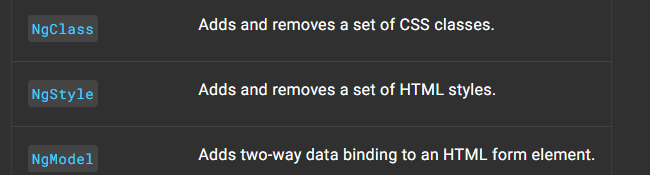 NgClass Adds and removes a set of CSS classes.
NgStyle Adds and removes a set of HTML styles.
NgModel Adds two-way data binding to an HTML form element.